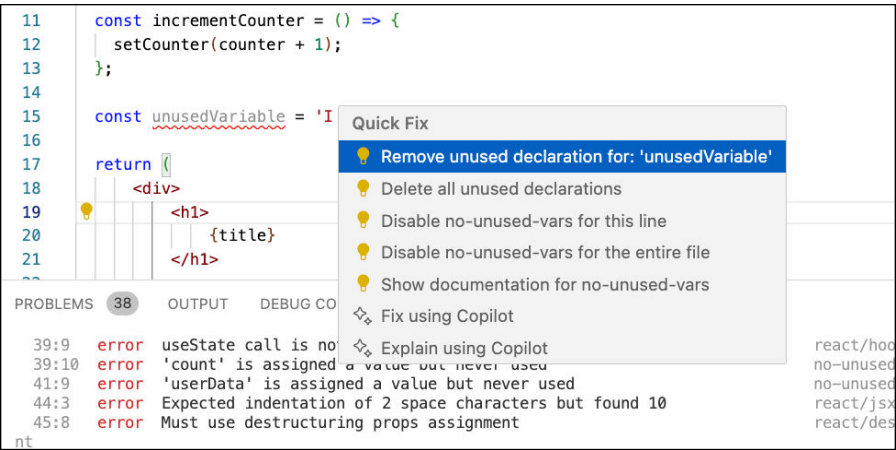 11 const incrementCounter = () => {
12 setCounter(counter + 1);
13 };
14
15 const unusedVariable = 'I
16
17 return (
18 <div>
19 <h1>
20 {title}
21 </h1>
Quick Fix
Remove unused declaration for: 'unusedVariable'
Delete all unused declarations
Disable no-unused-vars for this line
Disable no-unused-vars for the entire file
Show documentation for no-unused-vars
Fix using Copilot
Explain using Copilot
PROBLEMS 38 OUTPUT DEBUG CO
39:9 error useState call is no react/hoo
39:10 error 'count' is assigned a value but never used no-unused
41:9 error 'userData' is assigned a value but never used no-unused
44:3 error Expected indentation of 2 space characters but found 10 react/jsx
45:8 error Must use destructuring props assignment react/des
nt